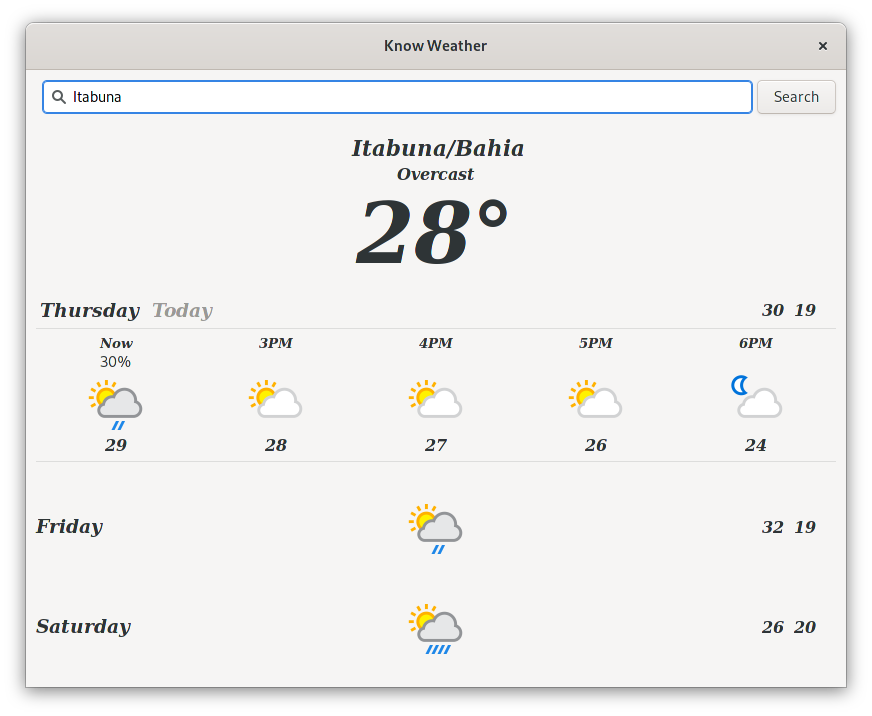 Know Weather
Itabuna Search
Itabuna/Bahia
Overcast
28°
Thursday Today 30 19
Now 3PM 4PM 5PM 6PM
30%
29 28 27 26 24
Friday 32 19
Saturday 26 20